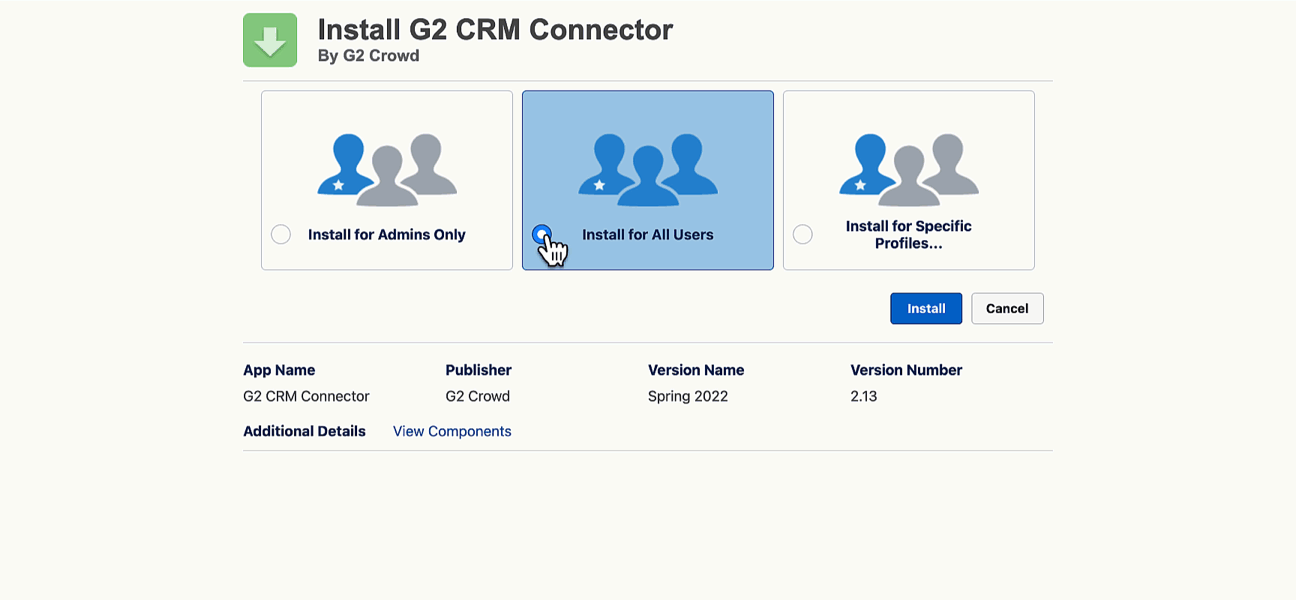 Install G2 CRM Connector
By G2 Crowd
Install for Admins Only
Install for All Users
Install for Specific
Profiles...
Install
Cancel
App Name
Publisher
Version Name
Version Number
G2 CRM Connector
G2 Crowd
Spring 2022
2.13
Additional Details
View Components